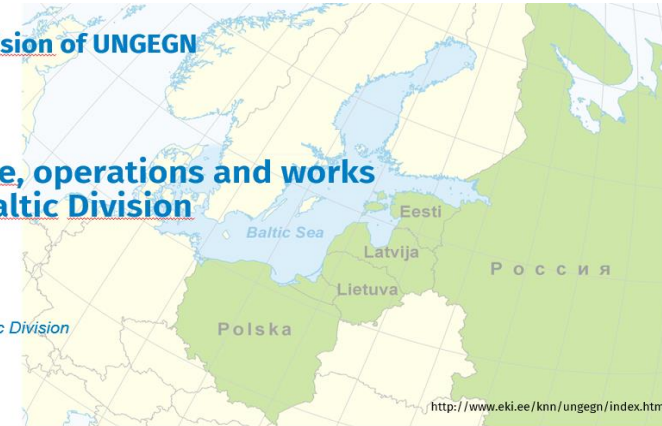 sion of UNGEGN
e, operations and works
altic Division
Baltic Sea
Eesti
Latvija
Lietuva
Россия
Polska
c Division
http://www.eki.ee/knn/ungegn/index.htm